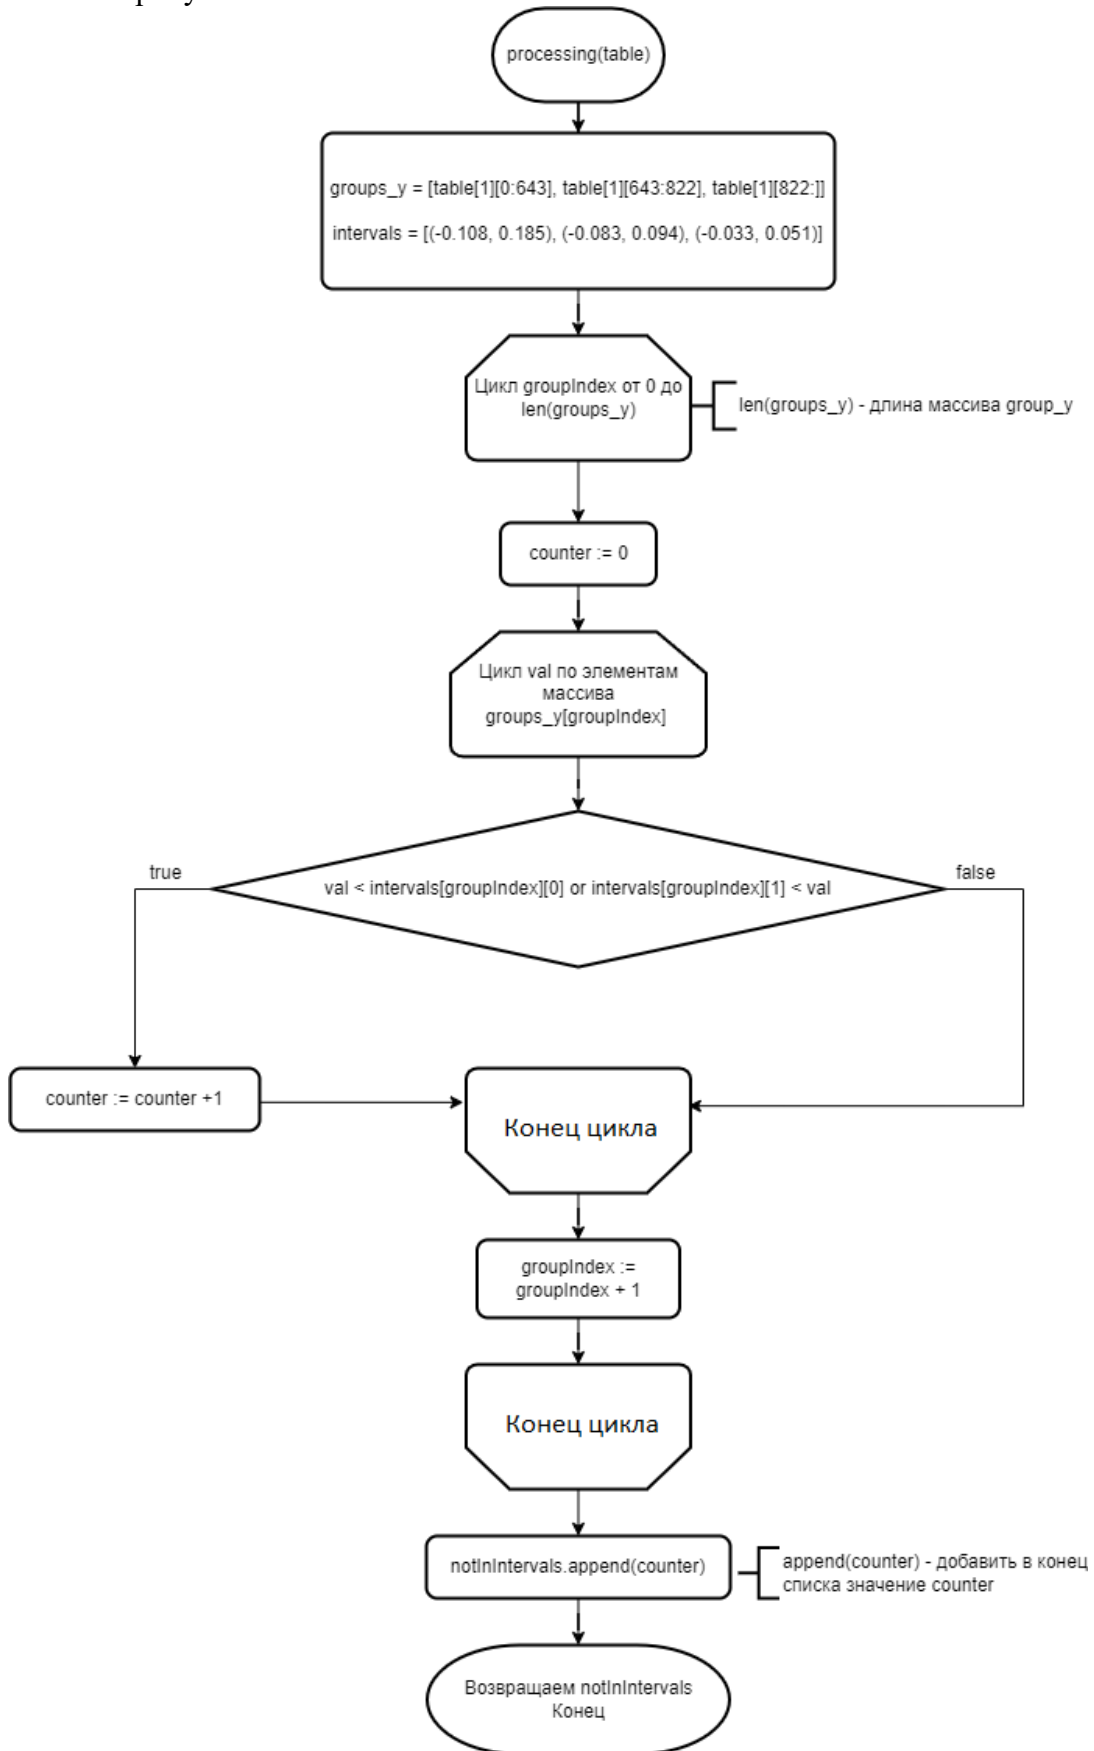 processing(table)
groups_y = [table[1][0:643], table[1][643:822], table[1][822:]]
intervals = [(-0.108, 0.185), (-0.083, 0.094), (-0.033, 0.051)]
Цикл groupIndex от 0 до
len(groups_y)
len(groups_y) - длина массива group_y
counter := 0
Цикл val по элементам
массива
groups_y[groupIndex]
true
val < intervals[groupIndex][0] or intervals[groupIndex][1] < val
false
counter := counter +1
Конец цикла
groupIndex :=
groupIndex + 1
Конец цикла
notInIntervals.append(counter)
append(counter) - добавить в конец
списка значение counter
Возвращаем notInIntervals
Конец